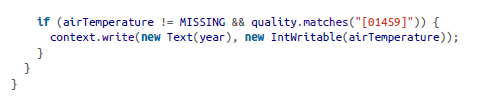 if (airTemperature != MISSING && quality.matches("[01459]")) {
context.write(new Text(year), new IntWritable(airTemperature));
}
}
}